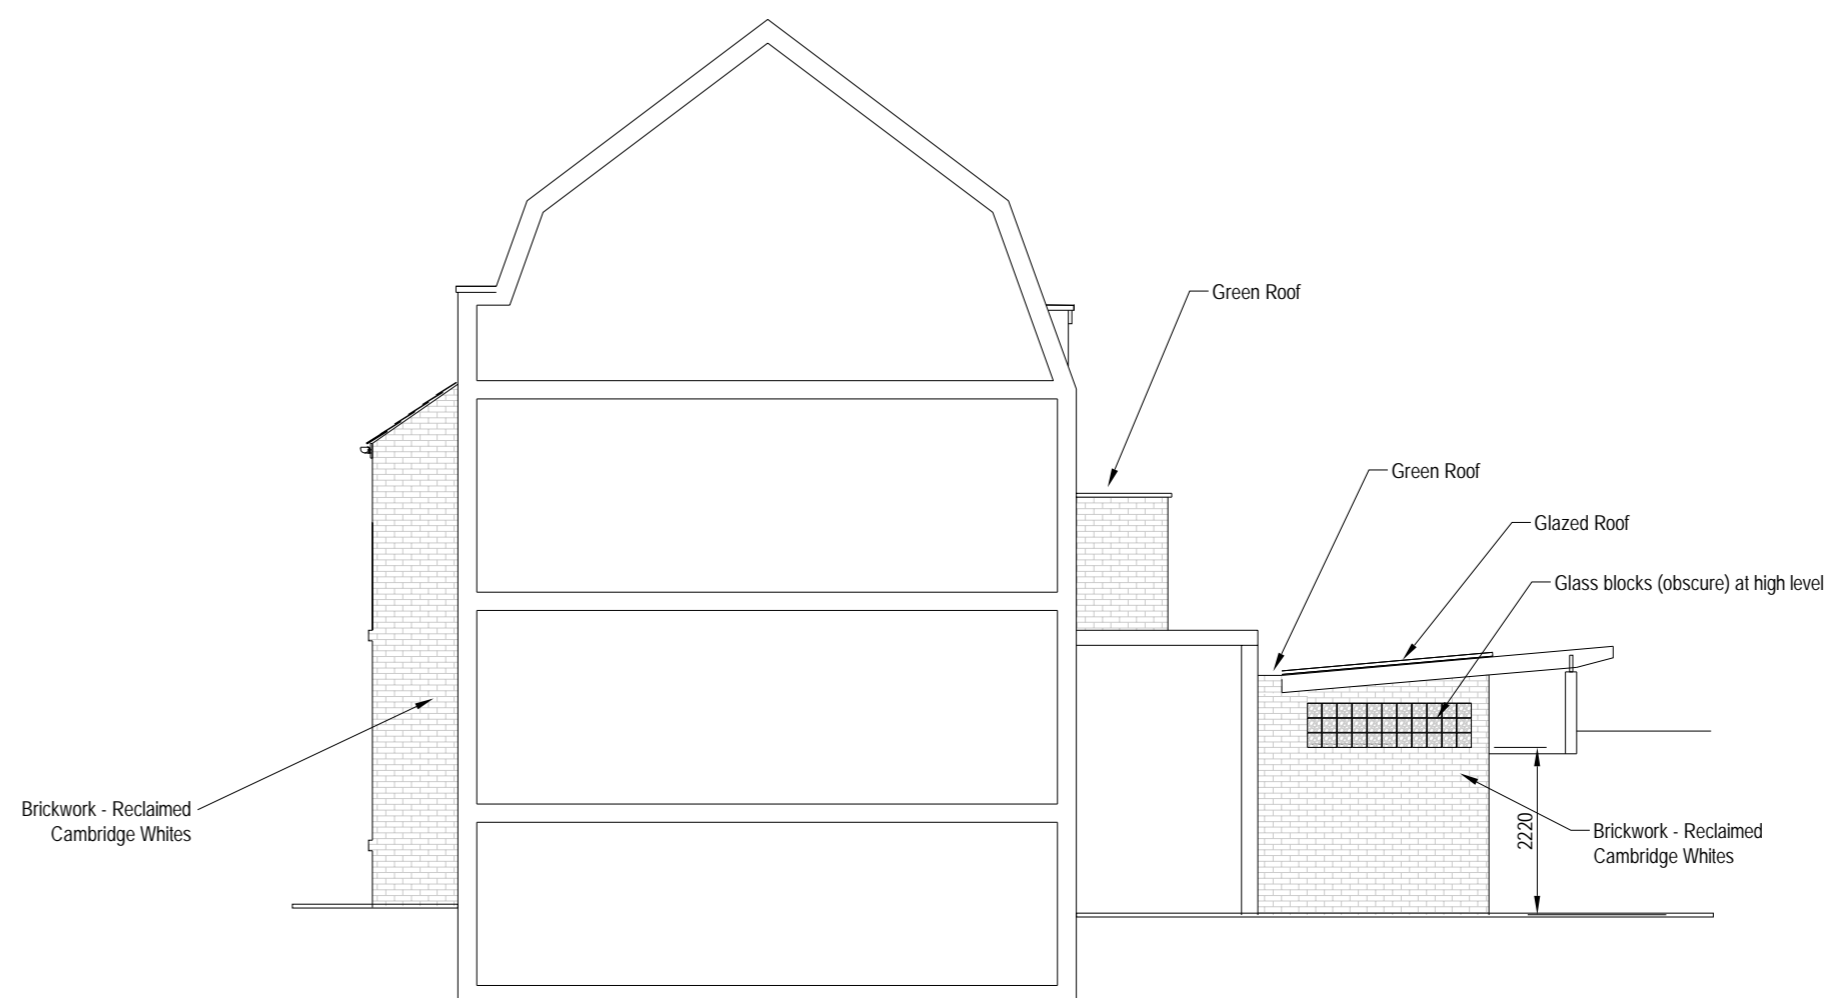 Green Roof
Green Roof
Glazed Roof
Glass blocks (obscure) at high level
Brickwork - Reclaimed
Cambridge Whites
2220
Brickwork - Reclaimed
Cambridge Whites